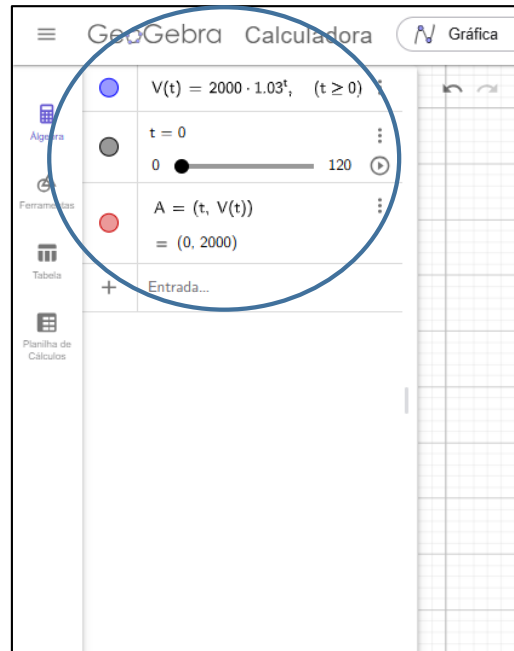 GeoGebra Calculadora
Gráfica
V(t) = 2000 · 1.03ᵗ, (t ≥ 0)
Álgebra
t = 0
0 120
Ferramentas
A = (t, V(t))
= (0, 2000)
Tabela
+ Entrada...
Planilha de
Cálculos